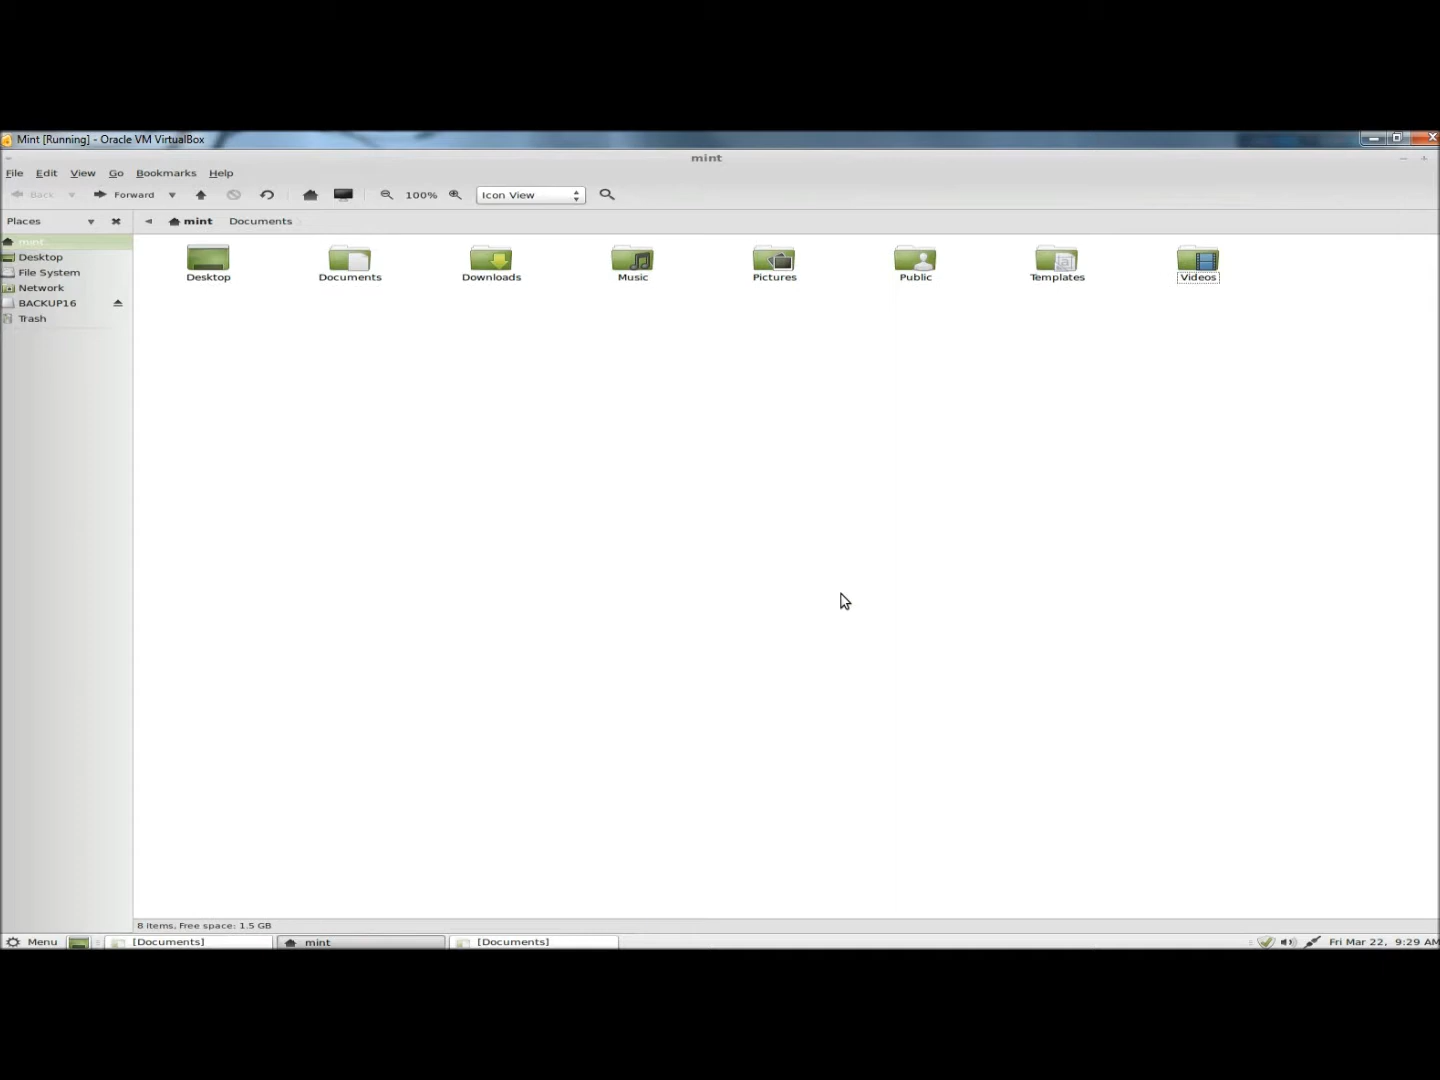 Mint [Running] - Oracle VM VirtualBox
mint
File Edit View Go Bookmarks Help
Back Forward 100% Icon View
Places mint Documents
mint
Desktop
File System
Network
BACKUP16
Trash
Desktop Documents Downloads Music Pictures Public Templates Videos
8 items, Free space: 1.5 GB
Menu [Documents] mint [Documents] Fri Mar 22, 9:29 AM